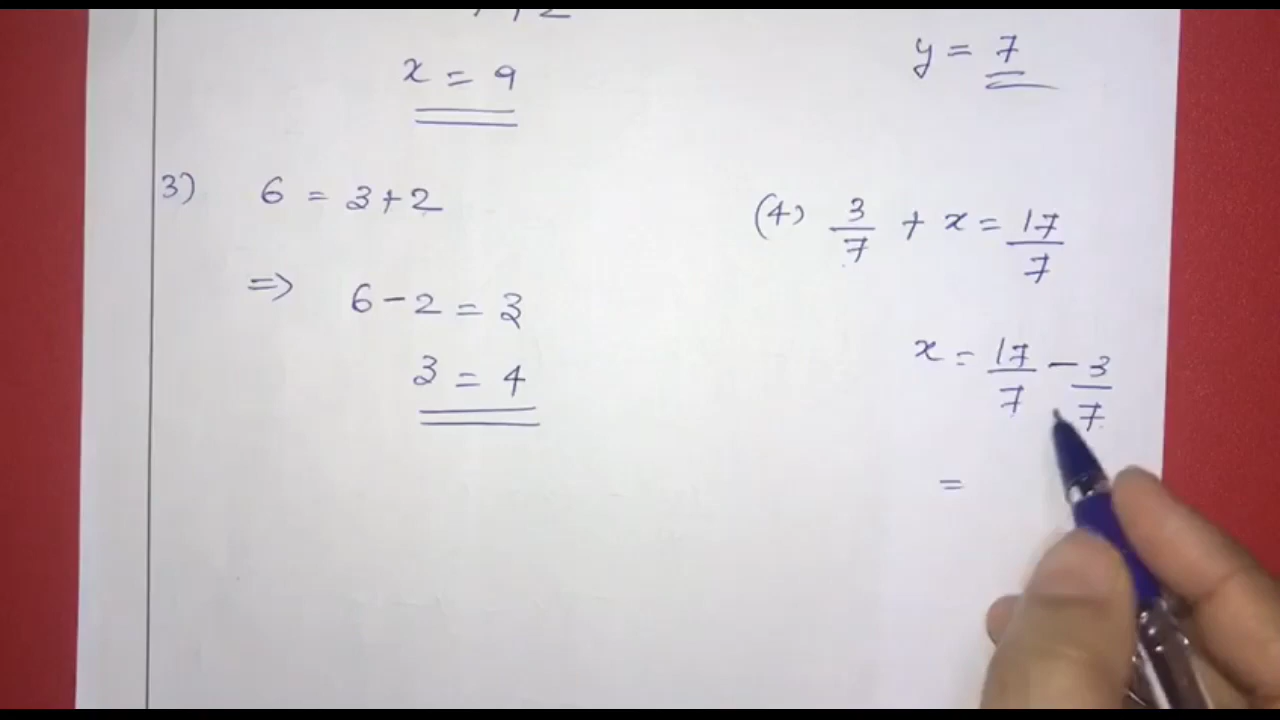 x = 9
y = 7
3) 6 = 3 + 2
=> 6 - 2 = 3
3 = 4
(4) 3/7 + x = 17/7
x = 17/7 - 3/7
=